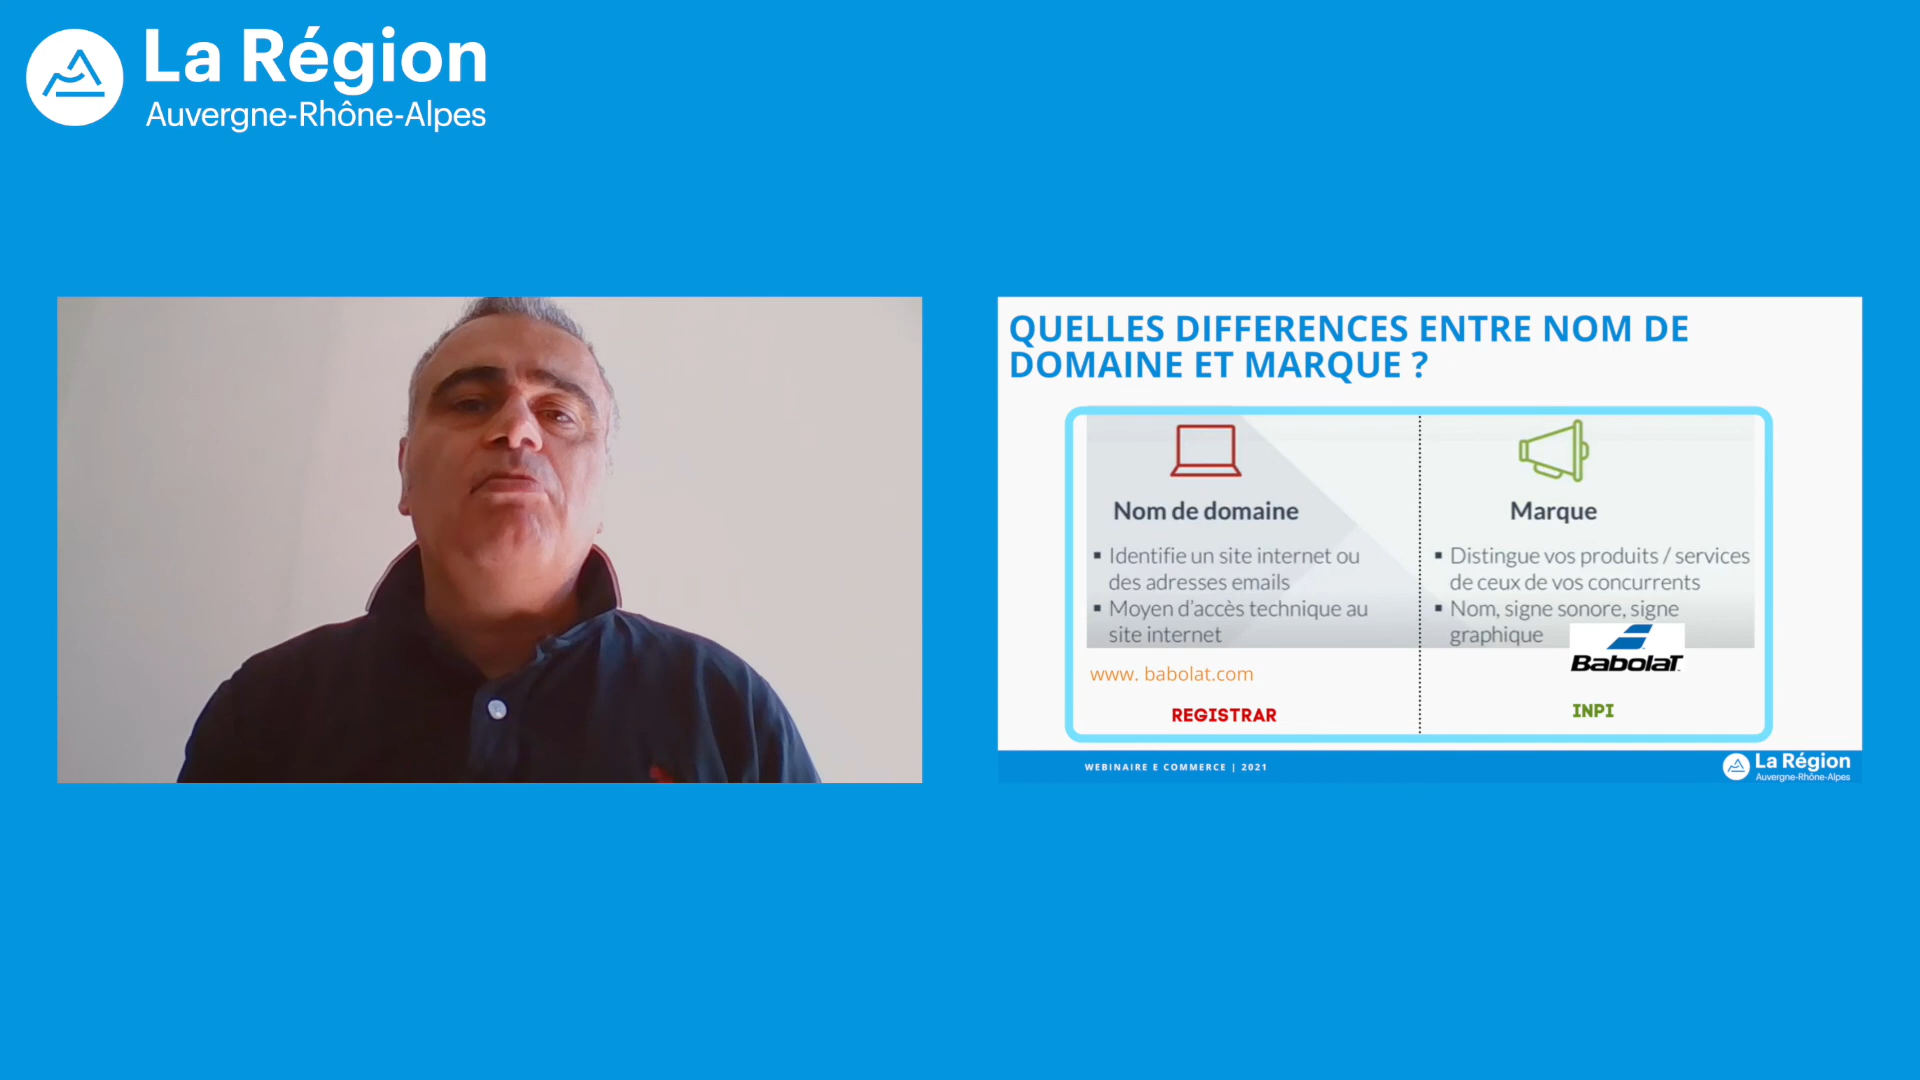 La Région
Auvergne-Rhône-Alpes
QUELLES DIFFERENCES ENTRE NOM DE
DOMAINE ET MARQUE ?
Nom de domaine
▪ Identifie un site internet ou
des adresses emails
▪ Moyen d'accès technique au
site internet
www. babolat.com
REGISTRAR
Marque
▪ Distingue vos produits / services
de ceux de vos concurrents
▪ Nom, signe sonore, signe
graphique
BabolaT
INPI
WEBINAIRE E COMMERCE | 2021
La Région
Auvergne-Rhône-Alpes